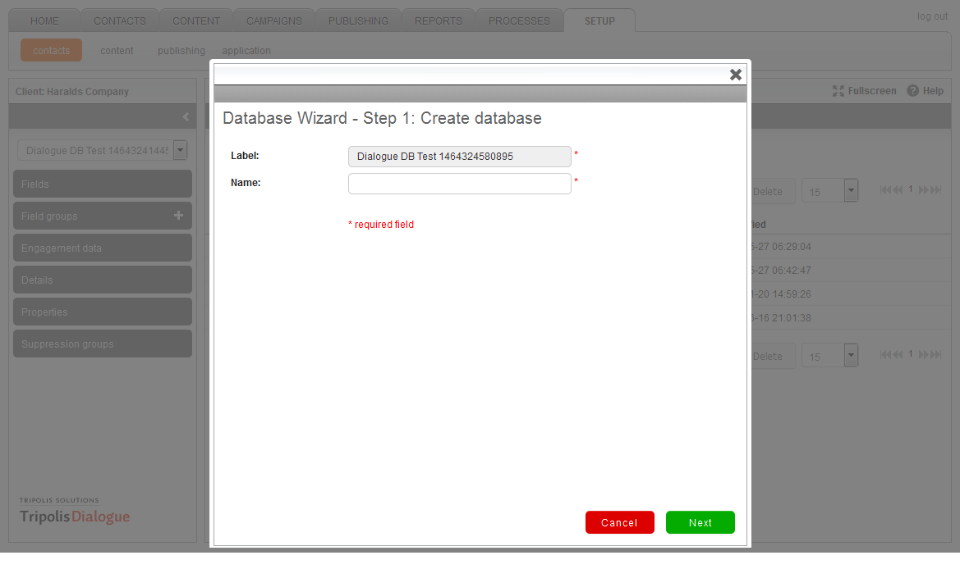 HOME CONTACTS CONTENT CAMPAIGNS PUBLISHING REPORTS PROCESSES SETUP log out
contacts content publishing application
Client: Haralds Company Fullscreen Help
Database Wizard - Step 1: Create database
Dialogue DB Test 1464324144
Label: Dialogue DB Test 1464324580895 *
Name: *
* required field
Fields
Field groups
Engagement data
Details
Properties
Suppression groups
Delete 15 1
-27 06:29:04
-27 06:42:47
-20 14:59:26
-16 21:01:38
Delete 15 1
TRIPOLIS SOLUTIONS
TripolisDialogue
Cancel Next